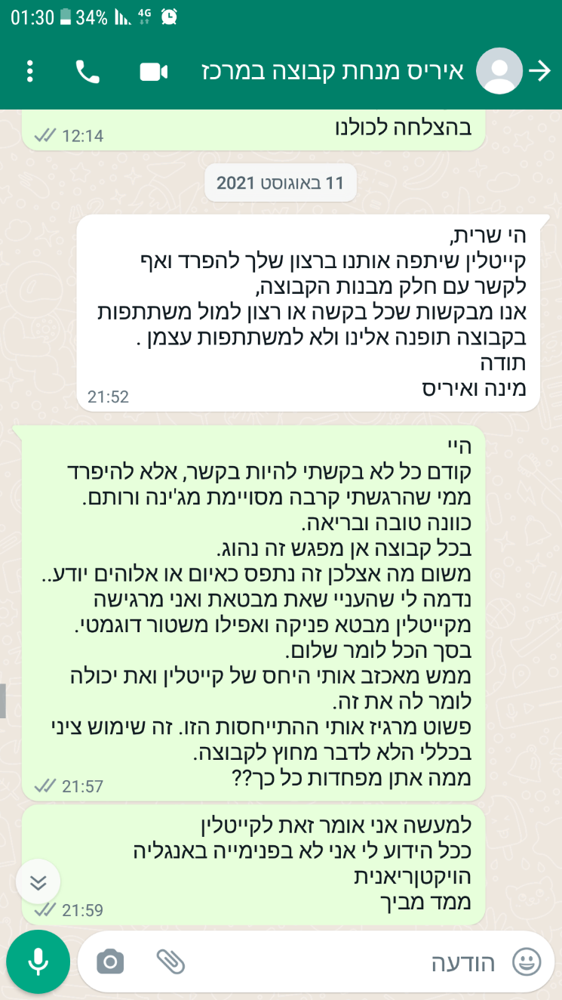 01:30 34% 4G
איריס מנחת קבוצה במרכז
בהצלחה לכולנו
12:14
11 באוגוסט 2021
הי שרית,
קייטלין שיתפה אותנו ברצון שלך להפרד ואף
לקשר עם חלק מבנות הקבוצה,
אנו מבקשות שכל בקשה או רצון למול משתתפות
בקבוצה תופנה אלינו ולא למשתתפות עצמן .
תודה
מינה ואיריס
21:52
היי
קודם כל לא בקשתי להיות בקשר, אלא להיפרד
ממי שהרגשתי קרבה מסויימת מג'ינה ורותם.
כוונה טובה ובריאה.
בכל קבוצה אן מפגש זה נהוג.
משום מה אצלכן זה נתפס כאיום או אלוהים יודע..
נדמה לי שהעניי שאת מבטאת ואני מרגישה
מקייטלין מבטא פניקה ואפילו משטור דוגמטי.
בסך הכל לומר שלום.
ממש מאכזב אותי היחס של קייטלין ואת יכולה
לומר לה את זה.
פשוט מרגיז אותי ההתייחסות הזו. זה שימוש ציני
בכללי הלא לדבר מחוץ לקבוצה.
ממה אתן מפחדות כל כך??
21:57
למעשה אני אומר זאת לקייטלין
ככל הידוע לי אני לא בפנימייה באנגליה
הויקטןריאנית
ממד מביך
21:59
הודעה